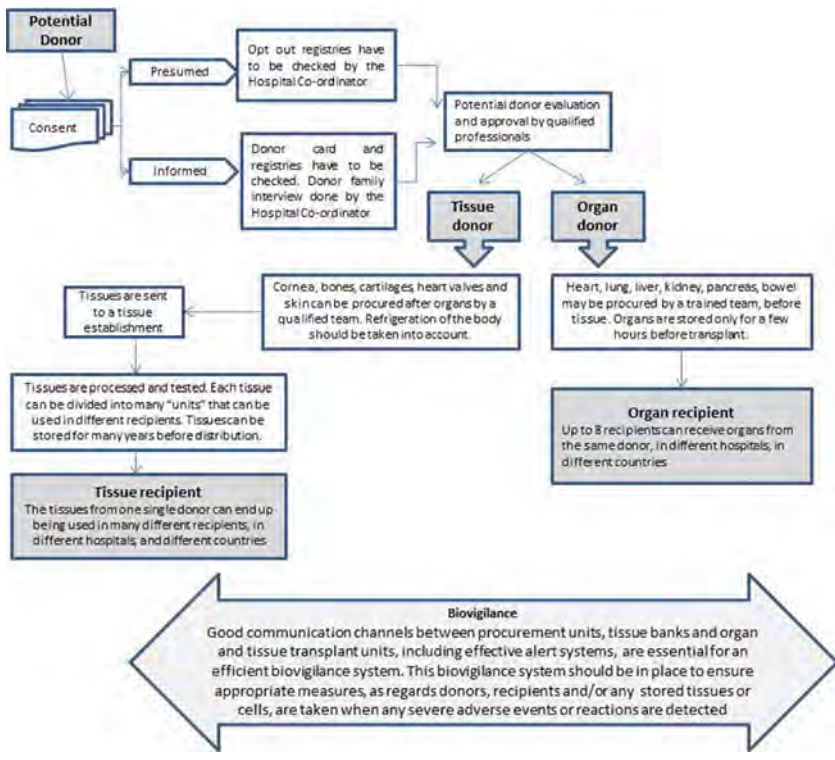 Potential
Donor
Consent
Presumed
Opt out registries have to
be checked by the
Hospital Co-ordinator
Informed
Donor card and
registries have to be
checked. Donor family
interview done by the
Hospital Co-ordinator
Potential donor evaluation
and approval by qualified
professionals
Tissue
donor
Organ
donor
Cornea, bones, cartilages, heart valves and
skin can be procured after organs by a
qualified team. Refrigeration of the body
should be taken into account.
Heart, lung, liver, kidney, pancreas, bowel
may be procured by a trained team, before
tissue. Organs are stored only for a few
hours before transplant.
Tissues are sent
to a tissue
establishment
Tissues are processed and tested. Each tissue
can be divided into many "units" that can be
used in different recipients. Tissues can be
stored for many years before distribution.
Tissue recipient
The tissues from one single donor can end up
being used in many different recipients, in
different hospitals, and different countries
Organ recipient
Up to 8 recipients can receive organs from
the same donor, in different hospitals, in
different countries
Biovigilance
Good communication channels between procurement units, tissue banks and organ
and tissue transplant units, including effective alert systems, are essential for an
efficient biovigilance system. This biovigilance system should be in place to ensure
appropriate measures, as regards donors, recipients and/or any stored tissues or
cells, are taken when any severe adverse events or reactions are detected